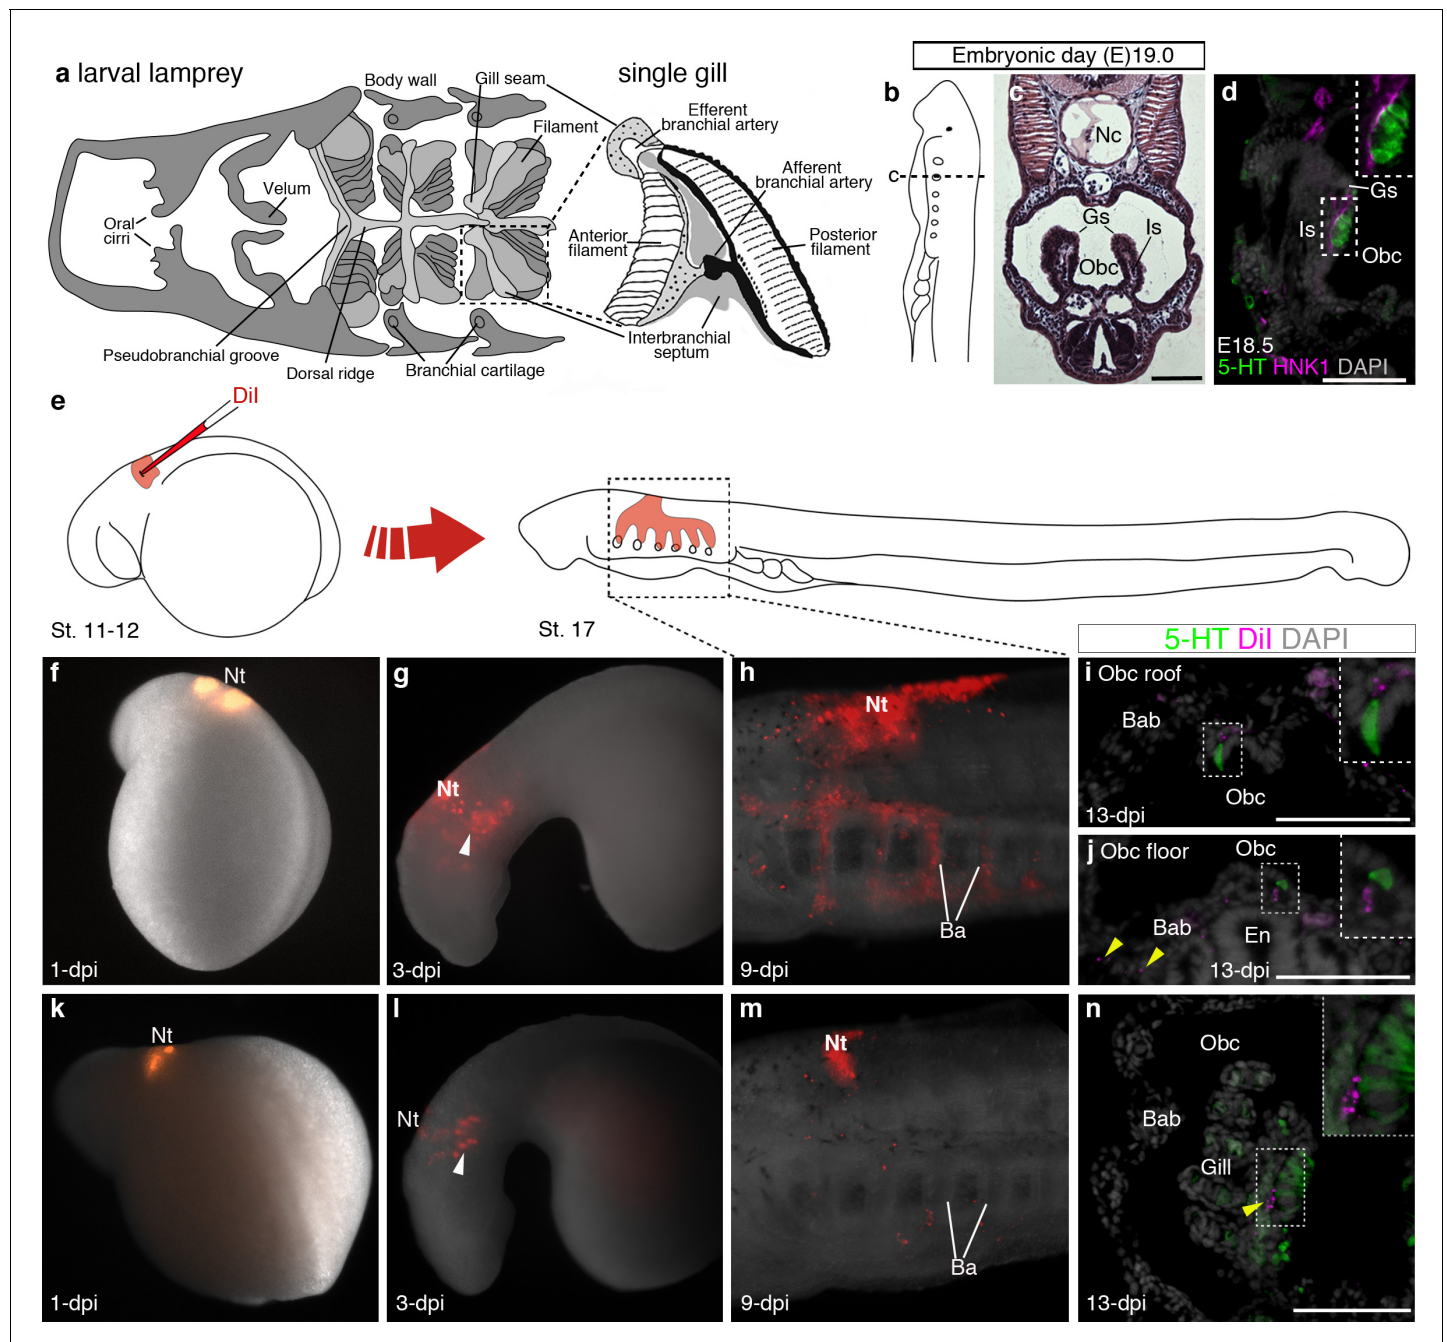 a larval lamprey
Body wall
Gill seam
single gill
Efferent
branchial artery
Filament
Afferent
branchial artery
Velum
Oral
cirri
Anterior
filament
Posterior
filament
Interbranchial
septum
Pseudobranchial groove
Dorsal ridge
Branchial cartilage
Embryonic day (E)19.0
b
c
c
Nc
Gs
Is
Obc
d
Gs
Is
Obc
E18.5
5-HT HNK1 DAPI
e
DiI
St. 11-12
St. 17
5-HT DiI DAPI
f
Nt
1-dpi
g
Nt
3-dpi
h
Nt
Ba
9-dpi
i Obc roof
Bab
Obc
13-dpi
j Obc floor
Obc
Bab
En
13-dpi
k
Nt
1-dpi
l
Nt
3-dpi
m
Nt
Ba
9-dpi
n
Obc
Bab
Gill
13-dpi